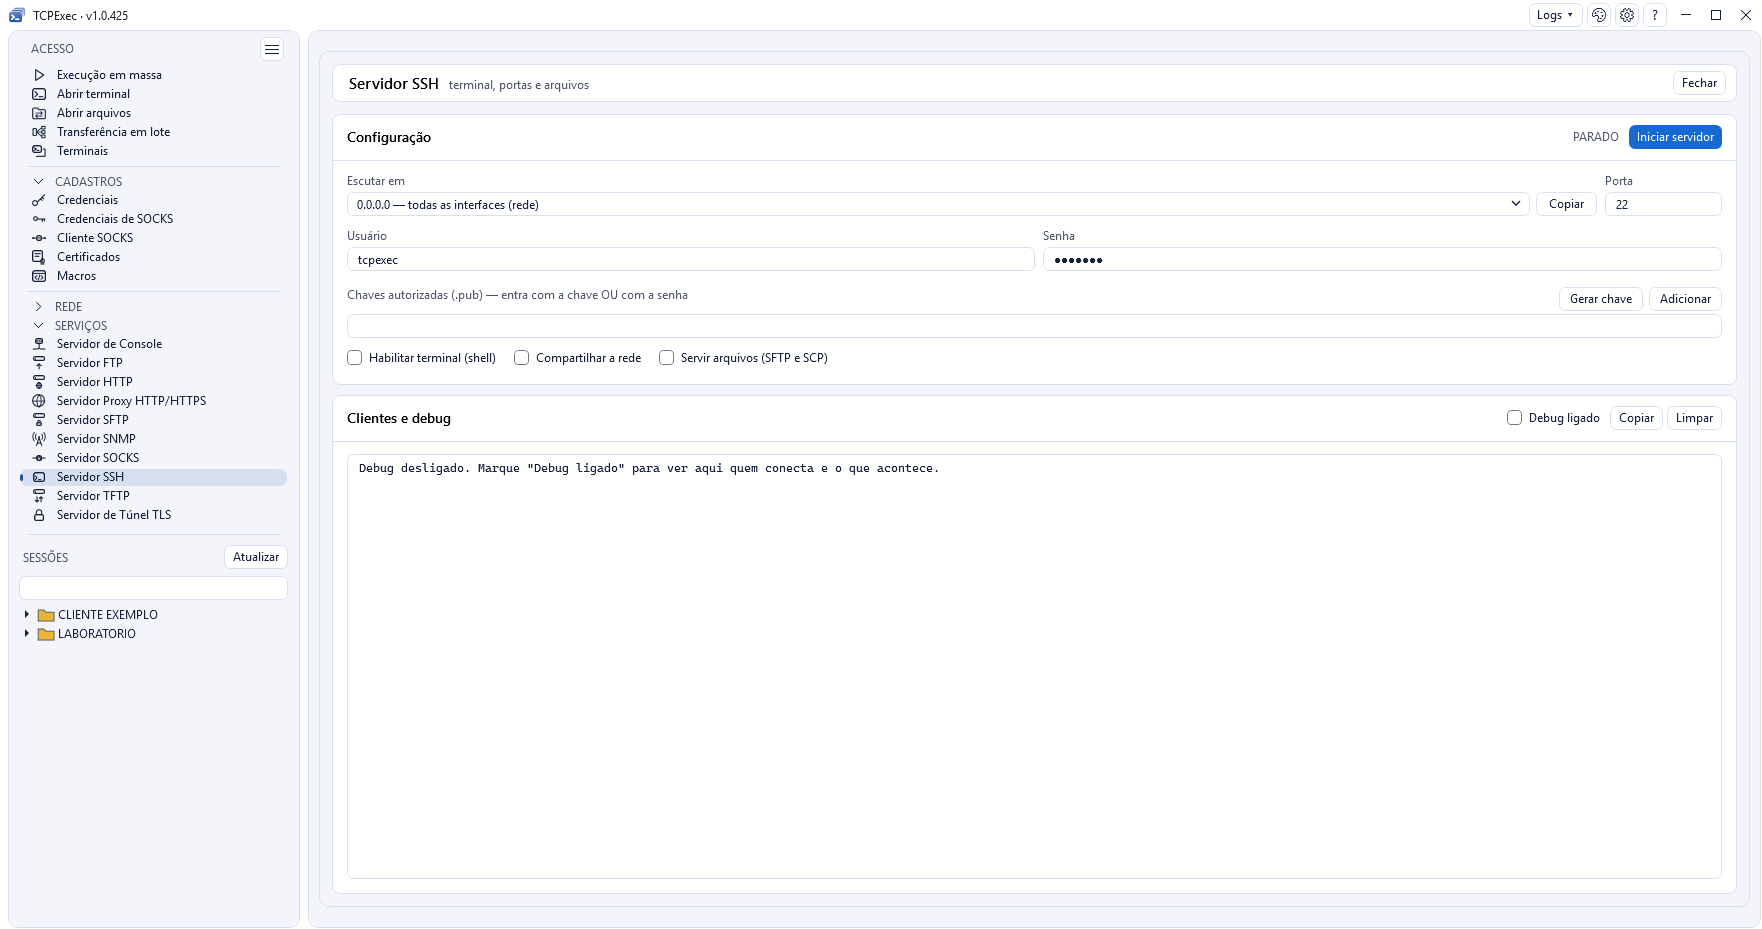 TCPExec · v1.0.425
Logs
?
ACESSO
Execução em massa
Abrir terminal
Abrir arquivos
Transferência em lote
Terminais
CADASTROS
Credenciais
Credenciais de SOCKS
Cliente SOCKS
Certificados
Macros
REDE
SERVIÇOS
Servidor de Console
Servidor FTP
Servidor HTTP
Servidor Proxy HTTP/HTTPS
Servidor SFTP
Servidor SNMP
Servidor SOCKS
Servidor SSH
Servidor TFTP
Servidor de Túnel TLS
SESSÕES
Atualizar
CLIENTE EXEMPLO
LABORATORIO
Servidor SSH terminal, portas e arquivos
Fechar
Configuração
PARADO
Iniciar servidor
Escutar em
Porta
0.0.0.0 — todas as interfaces (rede)
Copiar
22
Usuário
Senha
tcpexec
•••••••
Chaves autorizadas (.pub) — entra com a chave OU com a senha
Gerar chave
Adicionar
Habilitar terminal (shell)
Compartilhar a rede
Servir arquivos (SFTP e SCP)
Clientes e debug
Debug ligado
Copiar
Limpar
Debug desligado. Marque "Debug ligado" para ver aqui quem conecta e o que acontece.